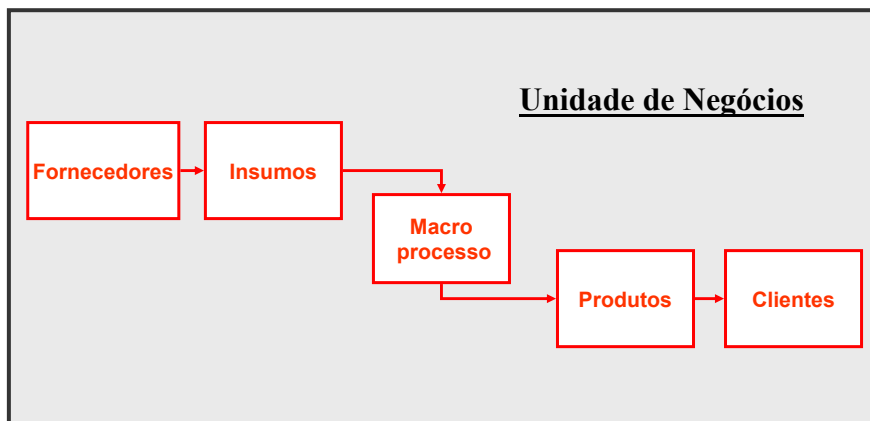 Unidade de Negócios
Fornecedores
Insumos
Macro
processo
Produtos
Clientes